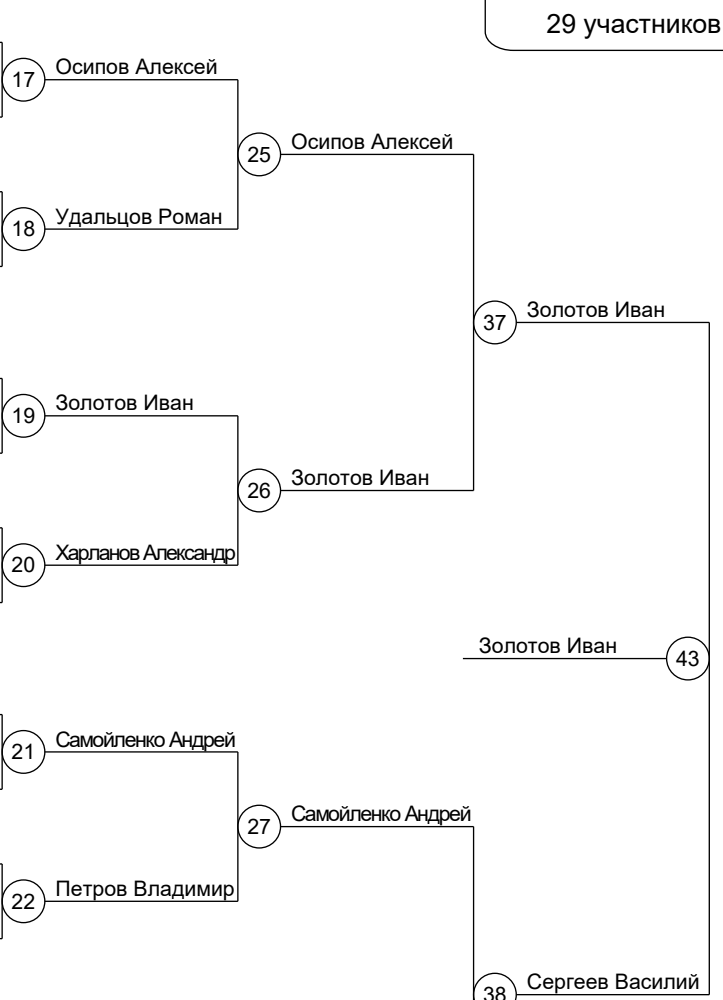 29 участников
17 Осипов Алексей
25 Осипов Алексей
18 Удальцов Роман
37 Золотов Иван
19 Золотов Иван
26 Золотов Иван
20 Харланов Александр
Золотов Иван 43
21 Самойленко Андрей
27 Самойленко Андрей
22 Петров Владимир
38 Сергеев Василий